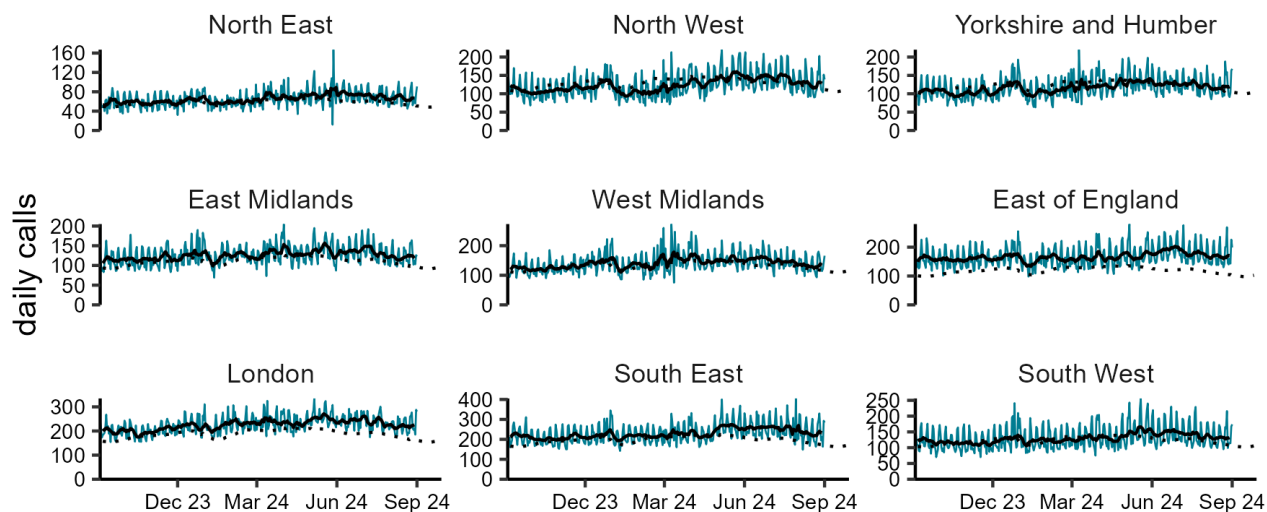 North East North West Yorkshire and Humber
160 200 200
120 150 150
80 100 100
40 50 50
0 0 0
daily calls
East Midlands West Midlands East of England
200 200 200
150 100 100
100 0 0
50
0
London South East South West
300 400 250
200 300 200
100 200 150
0 100 100
0 50
0
Dec 23 Mar 24 Jun 24 Sep 24 Dec 23 Mar 24 Jun 24 Sep 24 Dec 23 Mar 24 Jun 24 Sep 24